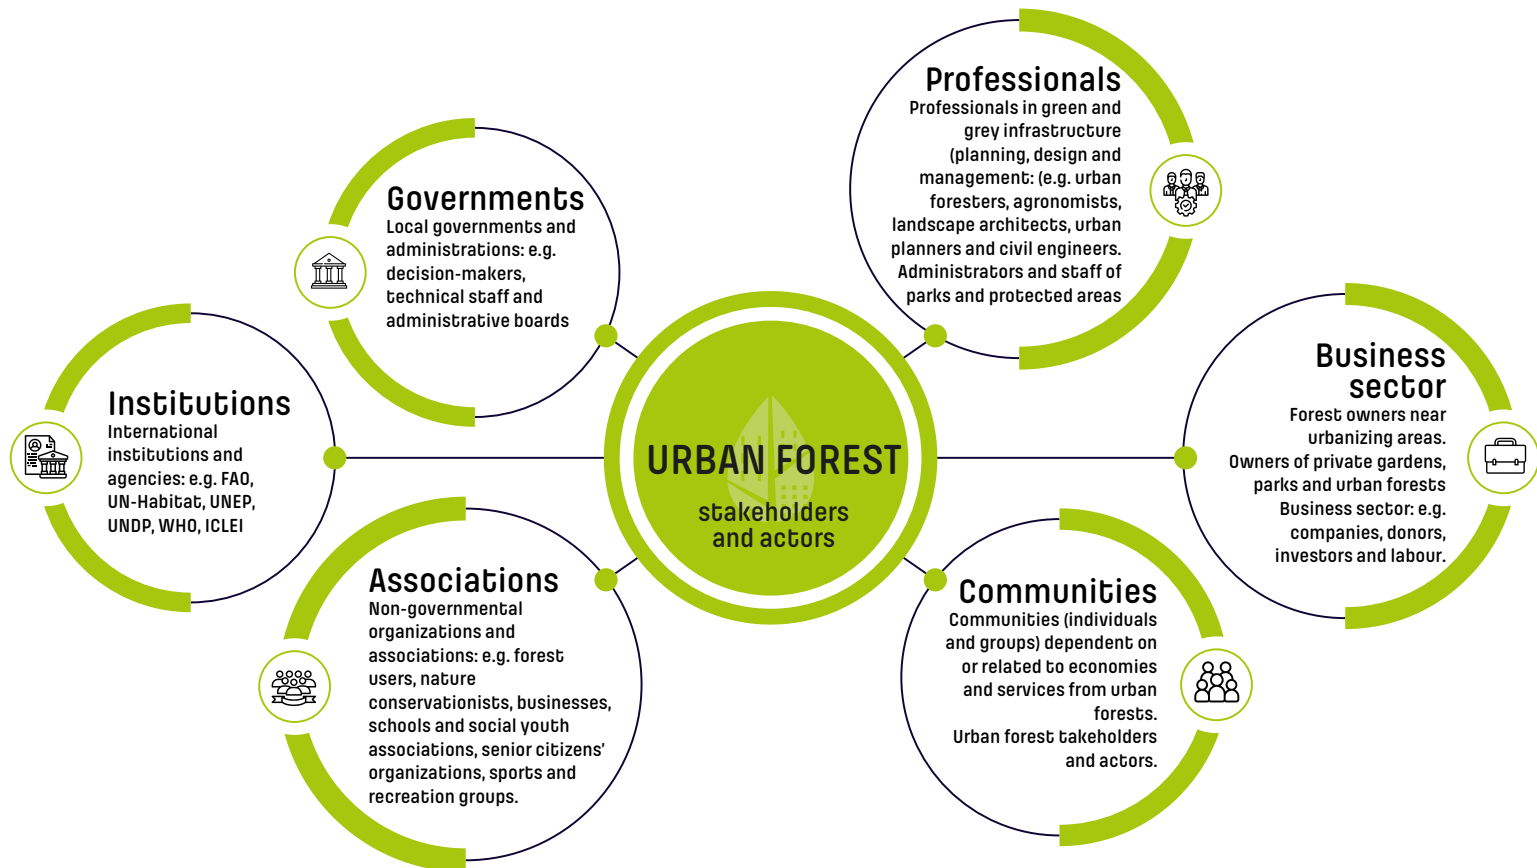 Professionals
Professionals in green and
grey infrastructure
(planning, design and
management: (e.g. urban
foresters, agronomists,
landscape architects, urban
planners and civil engineers.
Administrators and staff of
parks and protected areas
Governments
Local governments and
administrations: e.g.
decision-makers,
technical staff and
administrative boards
Business
sector
Forest owners near
urbanizing areas.
Owners of private gardens,
parks and urban forests
Business sector: e.g.
companies, donors,
investors and labour.
Institutions
International
institutions and
agencies: e.g. FAO,
UN-Habitat, UNEP,
UNDP, WHO, ICLEI
URBAN FOREST
stakeholders
and actors
Associations
Non-governmental
organizations and
associations: e.g. forest
users, nature
conservationists, businesses,
schools and social youth
associations, senior citizens’
organizations, sports and
recreation groups.
Communities
Communities (individuals
and groups) dependent on
or related to economies
and services from urban
forests.
Urban forest takeholders
and actors.